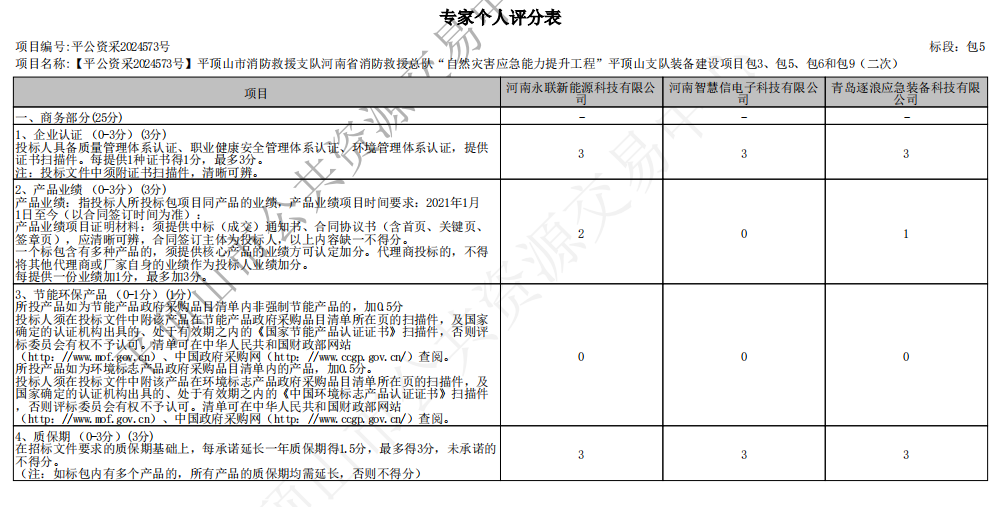 专家个人评分表
项目编号:平公资采2024573号
标段：包5
项目名称:【平公资采2024573号】平顶山市消防救援支队河南省消防救援总队“自然灾害应急能力提升工程”平顶山支队装备建设项目包3、包5、包6和包9（二次）
项目
河南永联新能源科技有限公
司
河南智慧信电子科技有限公
司
青岛逐浪应急装备科技有限
公司
一、商务部分(25分)
-
-
-
1、企业认证 （0-3分）(3分)
投标人具备质量管理体系认证、职业健康安全管理体系认证、环境管理体系认证，提供
证书扫描件。每提供1种证书得1分，最多3分。
注：投标文件中须附证书扫描件，清晰可辨。
3
3
3
2、产品业绩 （0-3分）(3分)
产品业绩：指投标人所投标包项目同产品的业绩，产品业绩项目时间要求：2021年1月
1日至今（以合同签订时间为准）；
产品业绩项目证明材料：须提供中标（成交）通知书、合同协议书（含首页、关键页、
签章页），应清晰可辨，合同签订主体为投标人，以上内容缺一不得分。
一个标包含有多种产品的，须提供核心产品的业绩方可认定加分。代理商投标的，不得
将其他代理商或厂家自身的业绩作为投标人业绩加分。
每提供一份业绩加1分，最多加3分。
2
0
1
3、节能环保产品 （0-1分）(1分)
所投产品如为节能产品政府采购品目清单内非强制节能产品的，加0.5分
投标人须在投标文件中附该产品在节能产品政府采购品目清单所在页的扫描件，及国家
确定的认证机构出具的、处于有效期之内的《国家节能产品认证证书》扫描件，否则评
标委员会有权不予认可。清单可在中华人民共和国财政部网站
（http：//www.mof.gov.cn）、中国政府采购网（http：//www.ccgp.gov.cn/）查阅。
所投产品如为环境标志产品政府采购品目清单内的产品，加0.5分。
投标人须在投标文件中附该产品在环境标志产品政府采购品目清单所在页的扫描件，及
国家确定的认证机构出具的、处于有效期之内的《中国环境标志产品认证证书》扫描件
，否则评标委员会有权不予认可。清单可在中华人民共和国财政部网站
（http：//www.mof.gov.cn）、中国政府采购网（http：//www.ccgp.gov.cn/）查阅。
0
0
0
4、质保期 （0-3分）(3分)
在招标文件要求的质保期基础上，每承诺延长一年质保期得1.5分，最多得3分，未承诺的
不得分。
（注：如标包内有多个产品的，所有产品的质保期均需延长，否则不得分）
3
3
3